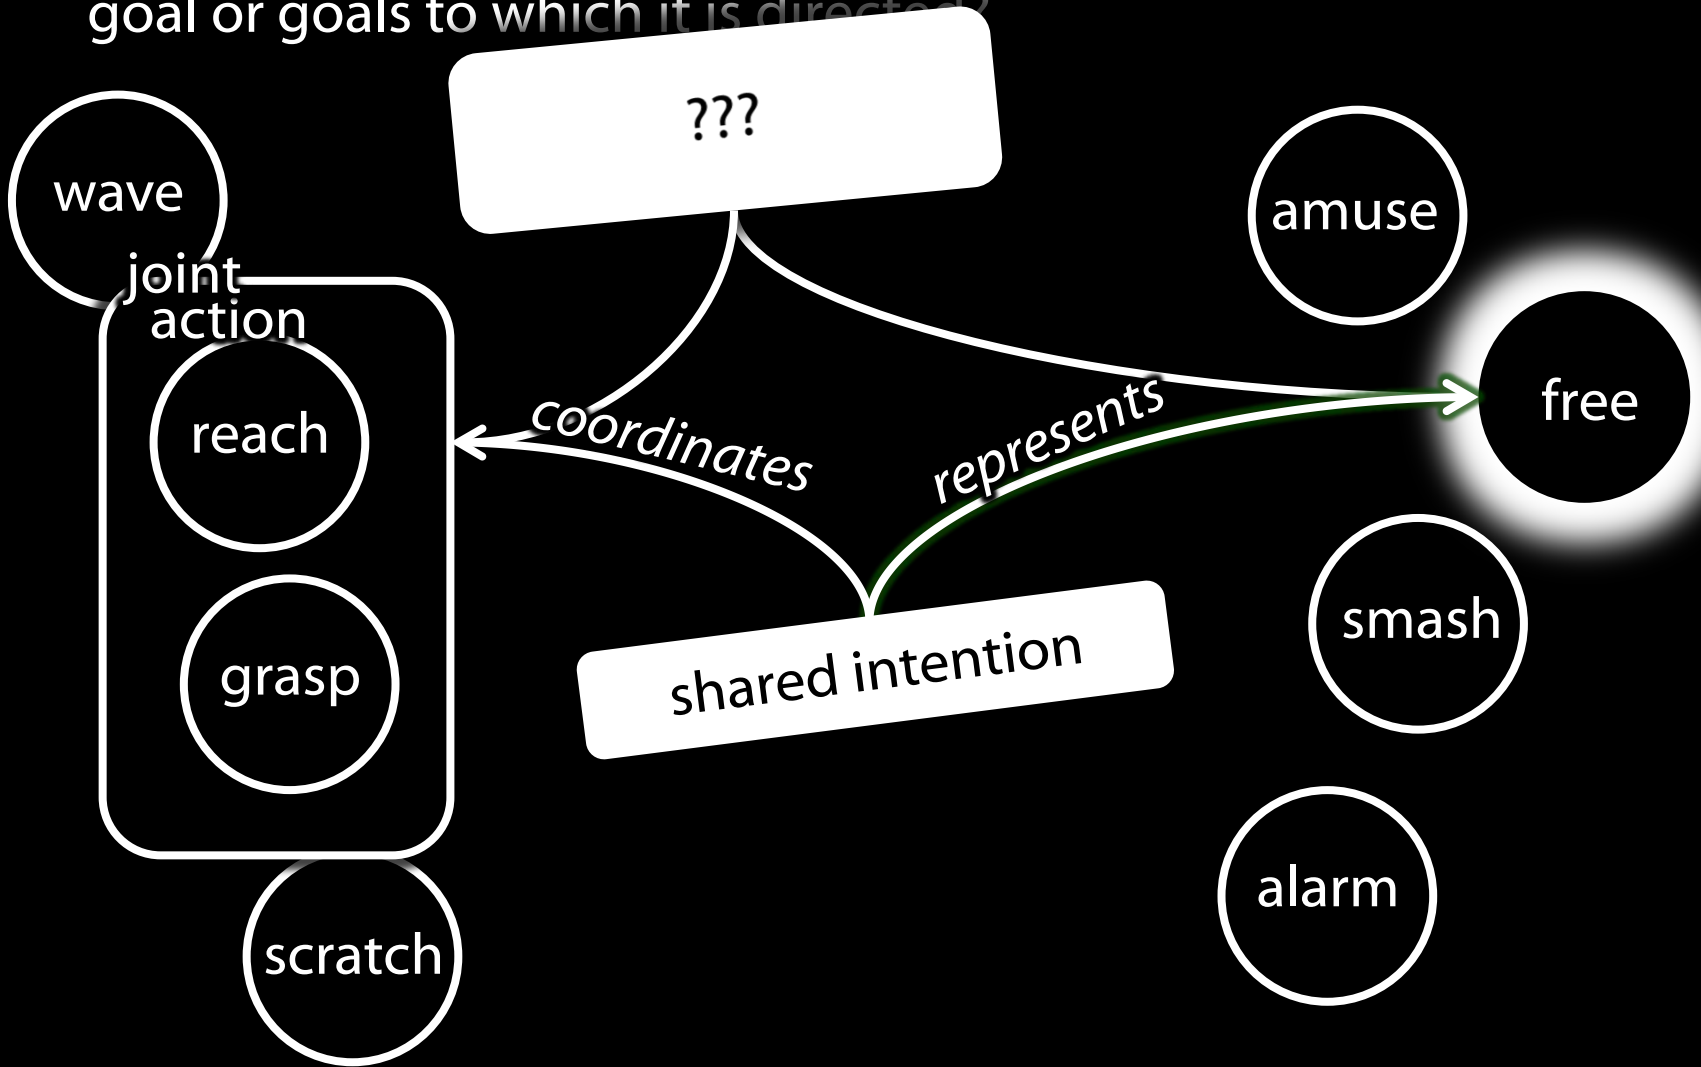 goal or goals to which it is directed?
???
wave
amuse
joint
action
free
coordinates
represents
reach
smash
shared intention
grasp
alarm
scratch